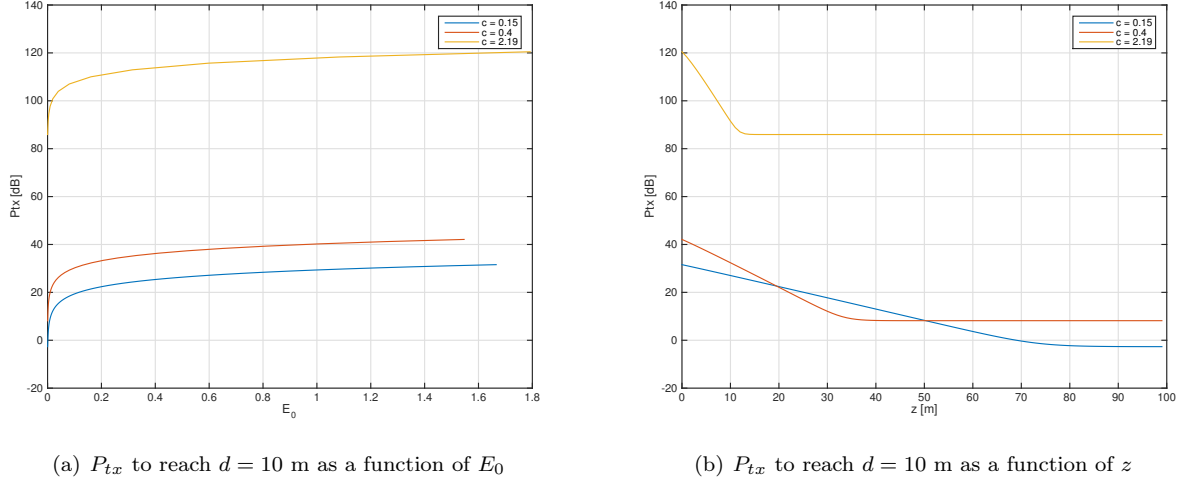 c = 0.15
c = 0.4
c = 2.19
140
120
100
80
60
40
20
0
-20
Ptx [dB]
0 0.2 0.4 0.6 0.8 1 1.2 1.4 1.6 1.8
E0
c = 0.15
c = 0.4
c = 2.19
140
120
100
80
60
40
20
0
-20
Ptx [dB]
0 10 20 30 40 50 60 70 80 90 100
z [m]
(a) Ptx to reach d = 10 m as a function of E0
(b) Ptx to reach d = 10 m as a function of z